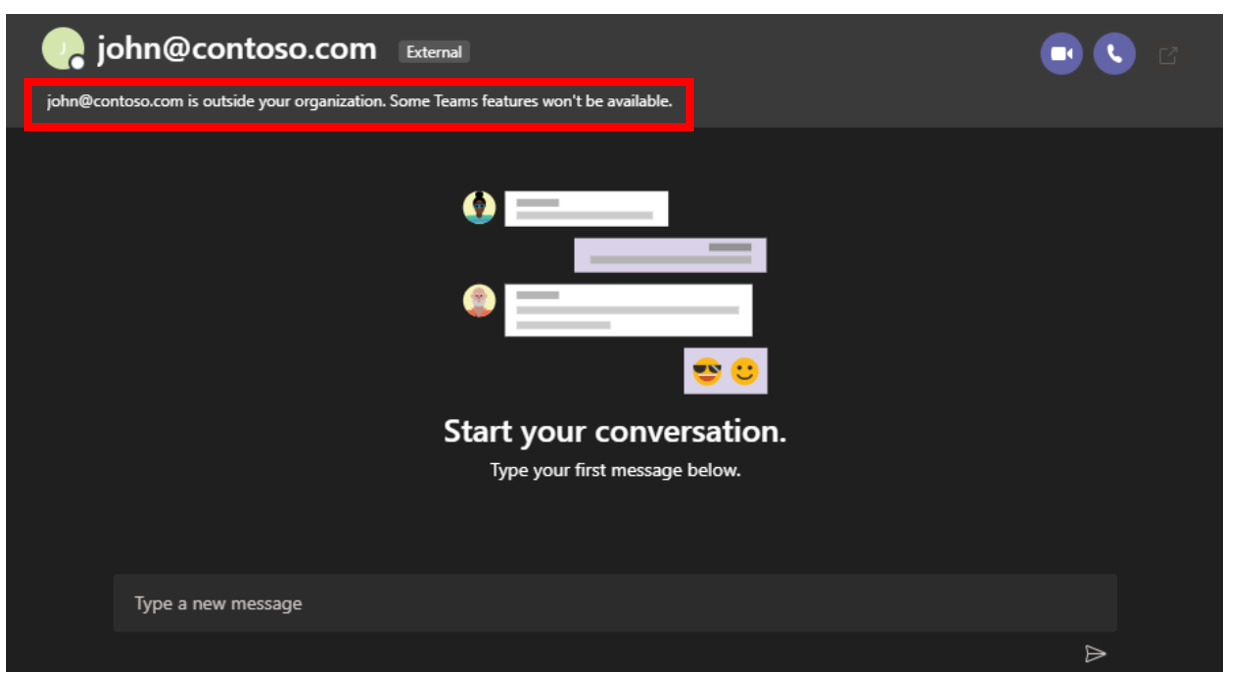 john@contoso.com External
john@contoso.com is outside your organization. Some Teams features won't be available.
Start your conversation.
Type your first message below.
Type a new message